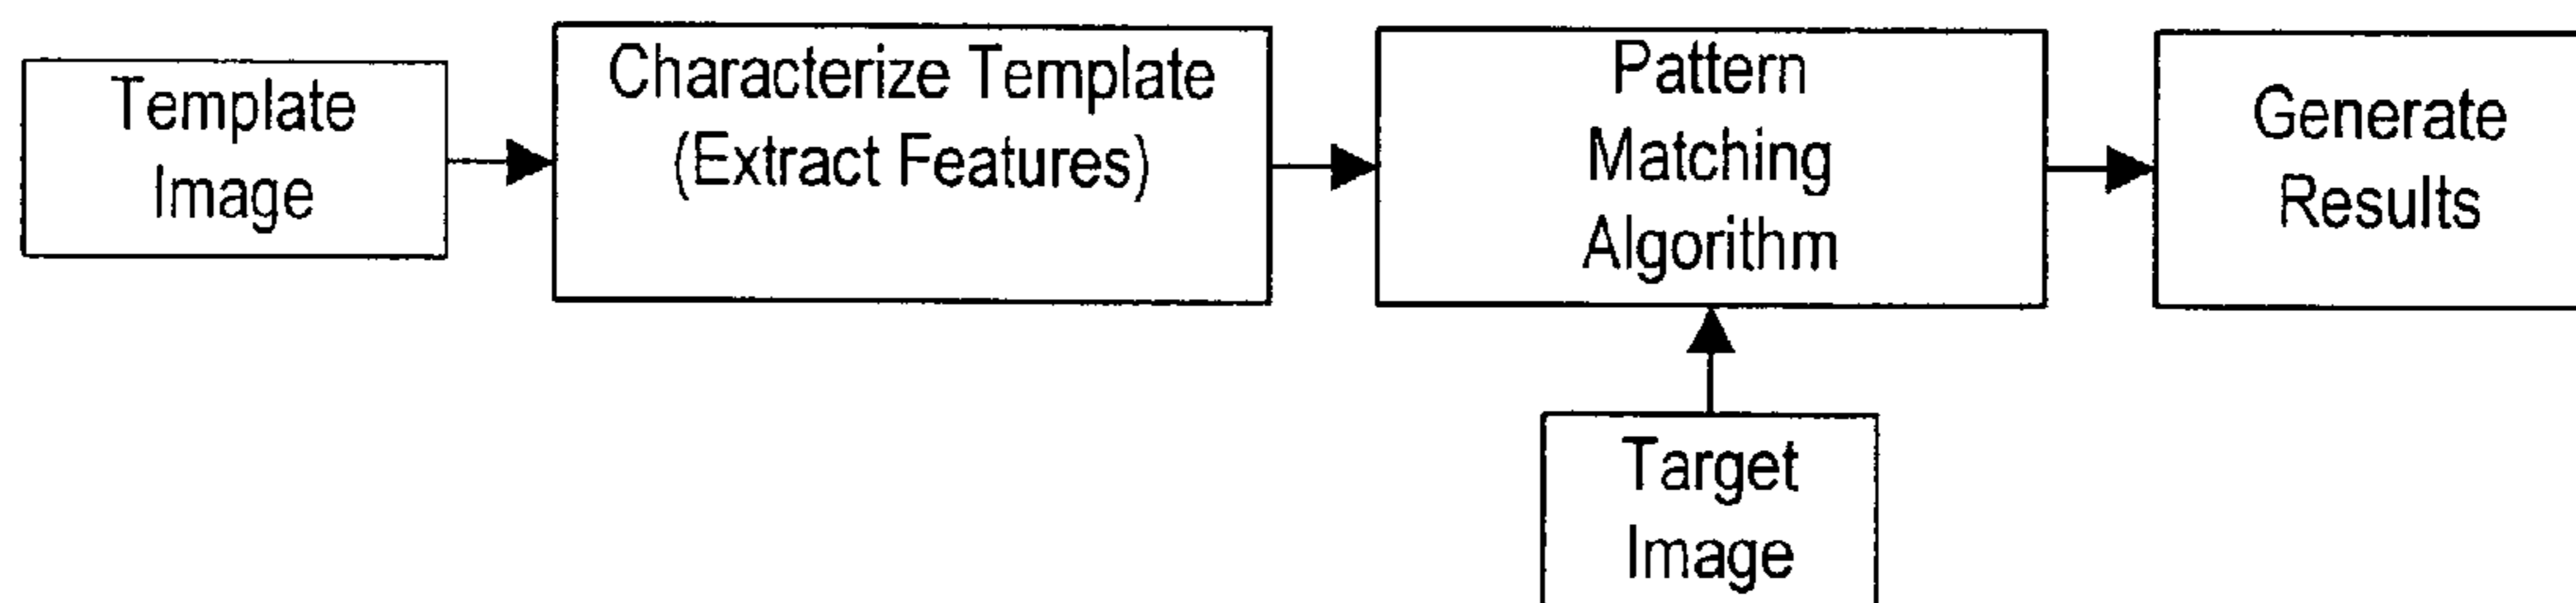 Template
Image
Characterize Template
(Extract Features)
Pattern
Matching
Algorithm
Generate
Results
Target
Image